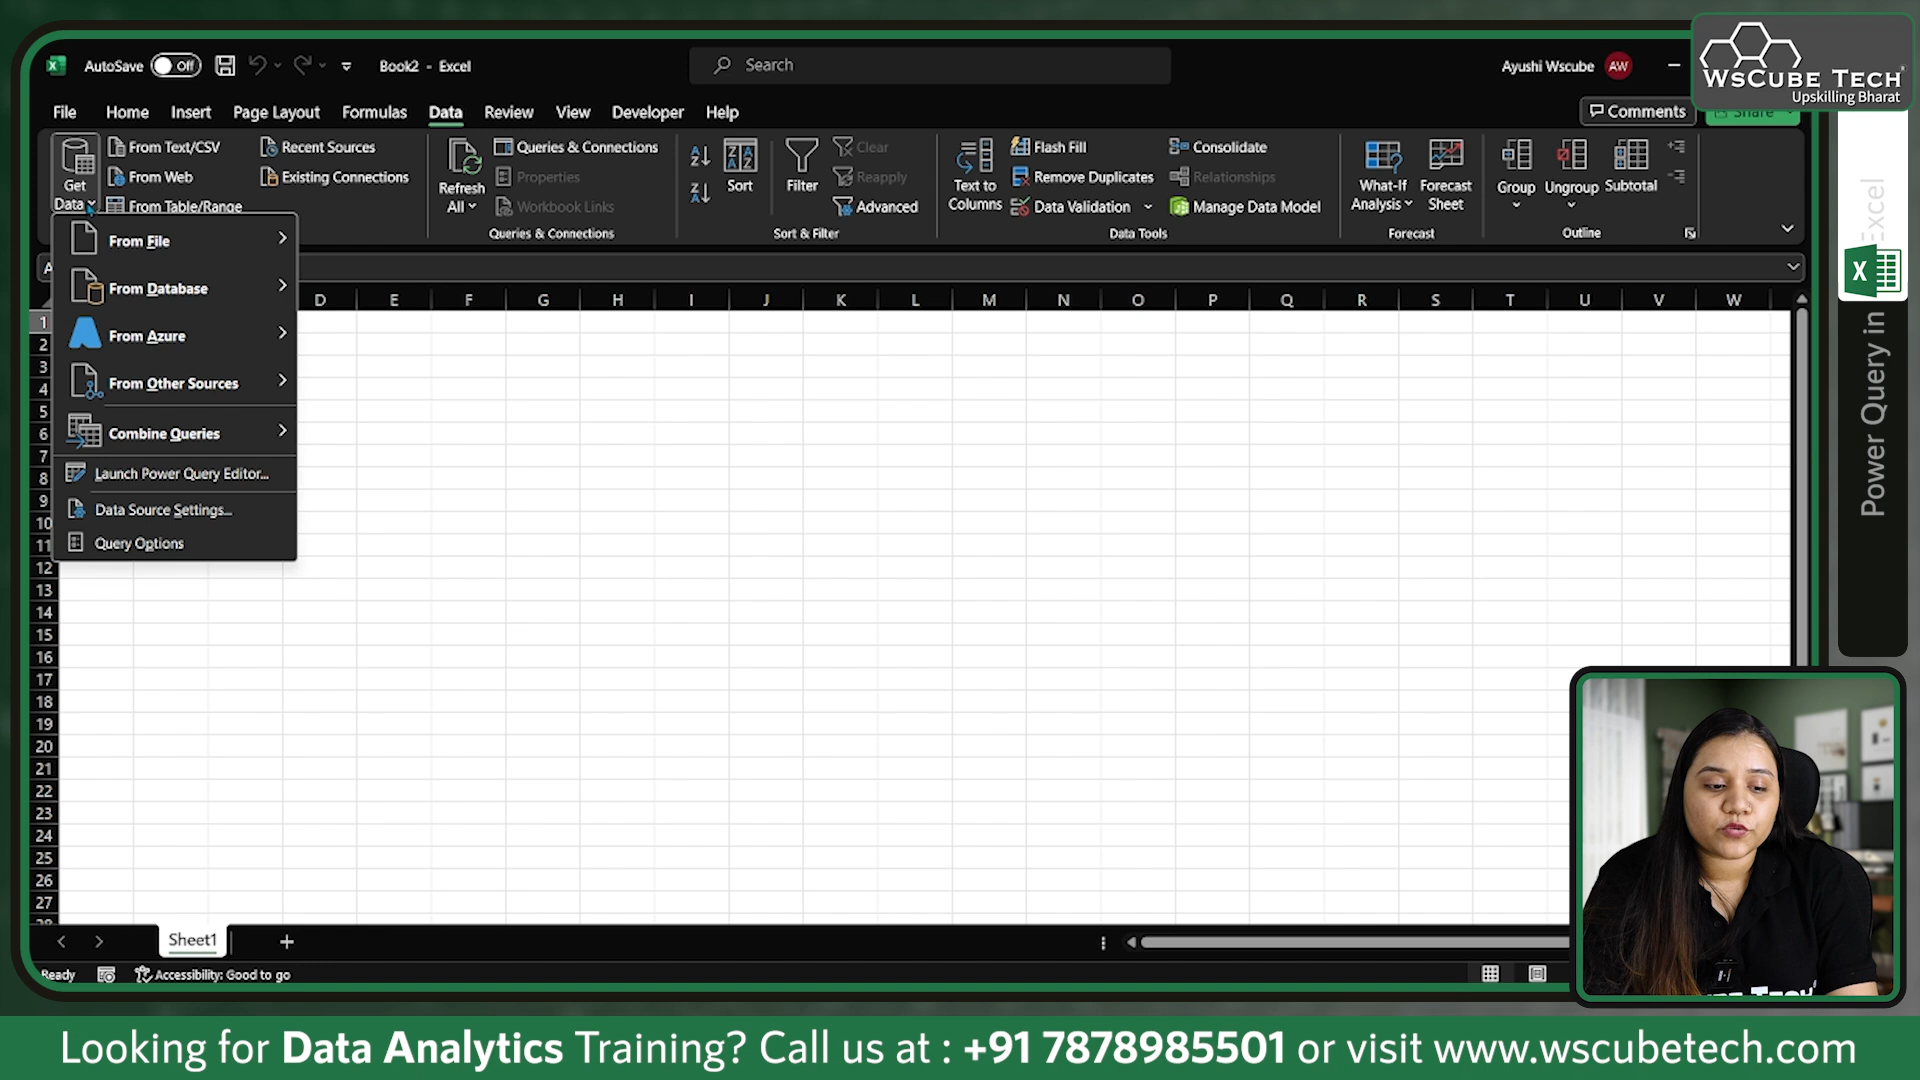 AutoSave Off Book2 - Excel
Search
Ayushi Wscube AW
WsCube Tech
Upskilling Bharat
File Home Insert Page Layout Formulas Data Review View Developer Help
Comments Share
Get Data
From Text/CSV
From Web
From Table/Range
Recent Sources
Existing Connections
Refresh All
Queries & Connections
Properties
Workbook Links
Queries & Connections
Sort
Filter
Clear
Reapply
Advanced
Sort & Filter
Text to Columns
Flash Fill
Remove Duplicates
Data Validation
Consolidate
Relationships
Manage Data Model
Data Tools
What-If Analysis
Forecast Sheet
Forecast
Group
Ungroup
Subtotal
Outline
From File
From Database
From Azure
From Other Sources
Combine Queries
Launch Power Query Editor...
Data Source Settings...
Query Options
D E F G H I J K L M N O P Q R S T U V W
1
2
3
4
5
6
7
8
9
10
11
12
13
14
15
16
17
18
19
20
21
22
23
24
25
26
27
28
Power Query in Excel
Sheet1
Ready
Accessibility: Good to go
Looking for Data Analytics Training? Call us at : +91 7878985501 or visit www.wscubetech.com